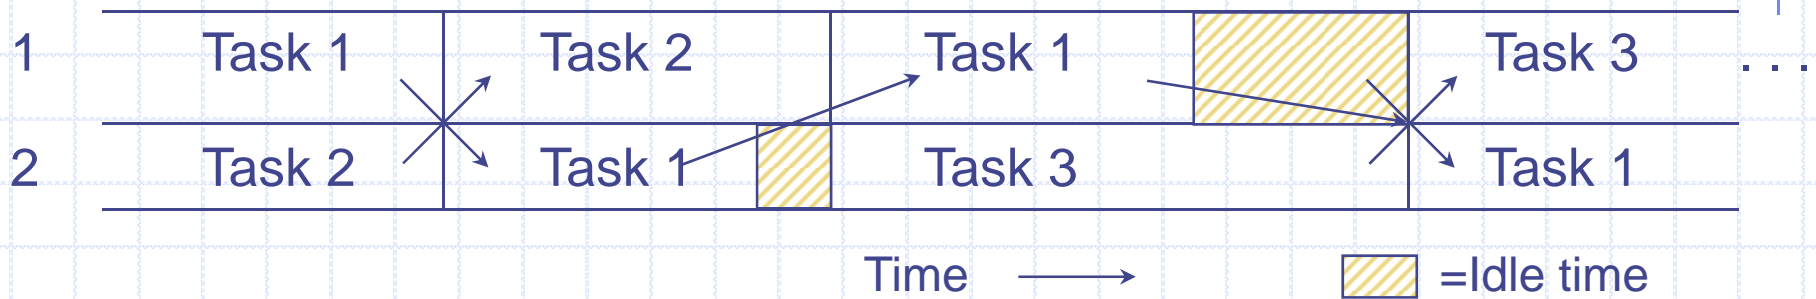 1 Task 1 Task 2 Task 1 Task 3 . . .
2 Task 2 Task 1 Task 3 Task 1
Time =Idle time